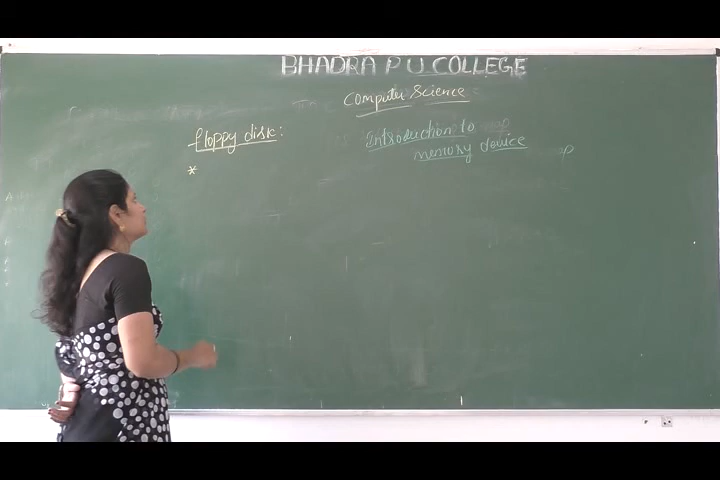 BHADRA P U COLLEGE
Computer Science
floppy disk:
Introduction to
memory device
*